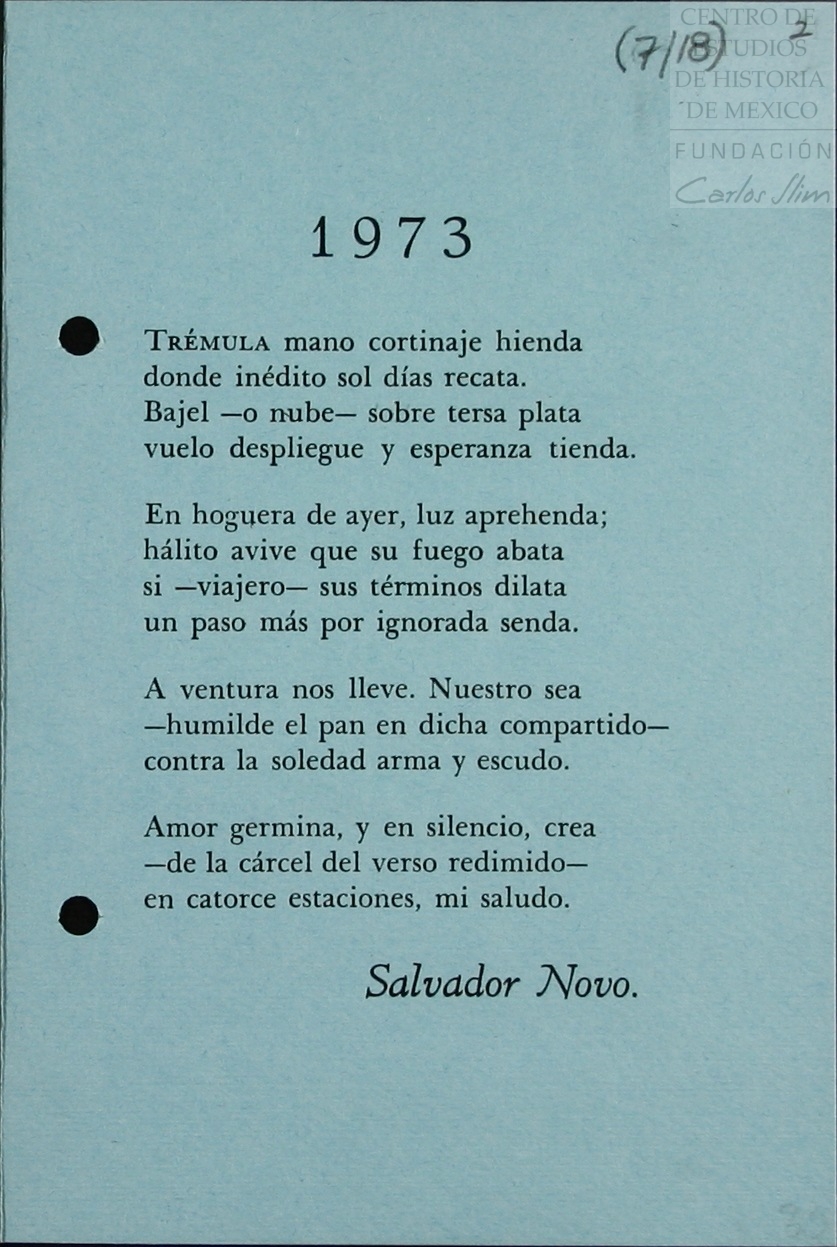 CENTRO DE
ESTUDIOS
DE HISTORIA
DE MEXICO
FUNDACIÓN
Carlos Slim
(7/18) 2
1973
TRÉMULA mano cortinaje hienda
donde inédito sol días recata.
Bajel —o nube— sobre tersa plata
vuelo despliegue y esperanza tienda.
En hoguera de ayer, luz aprehenda;
hálito avive que su fuego abata
si —viajero— sus términos dilata
un paso más por ignorada senda.
A ventura nos lleve. Nuestro sea
—humilde el pan en dicha compartido—
contra la soledad arma y escudo.
Amor germina, y en silencio, crea
—de la cárcel del verso redimido—
en catorce estaciones, mi saludo.
Salvador Novo.